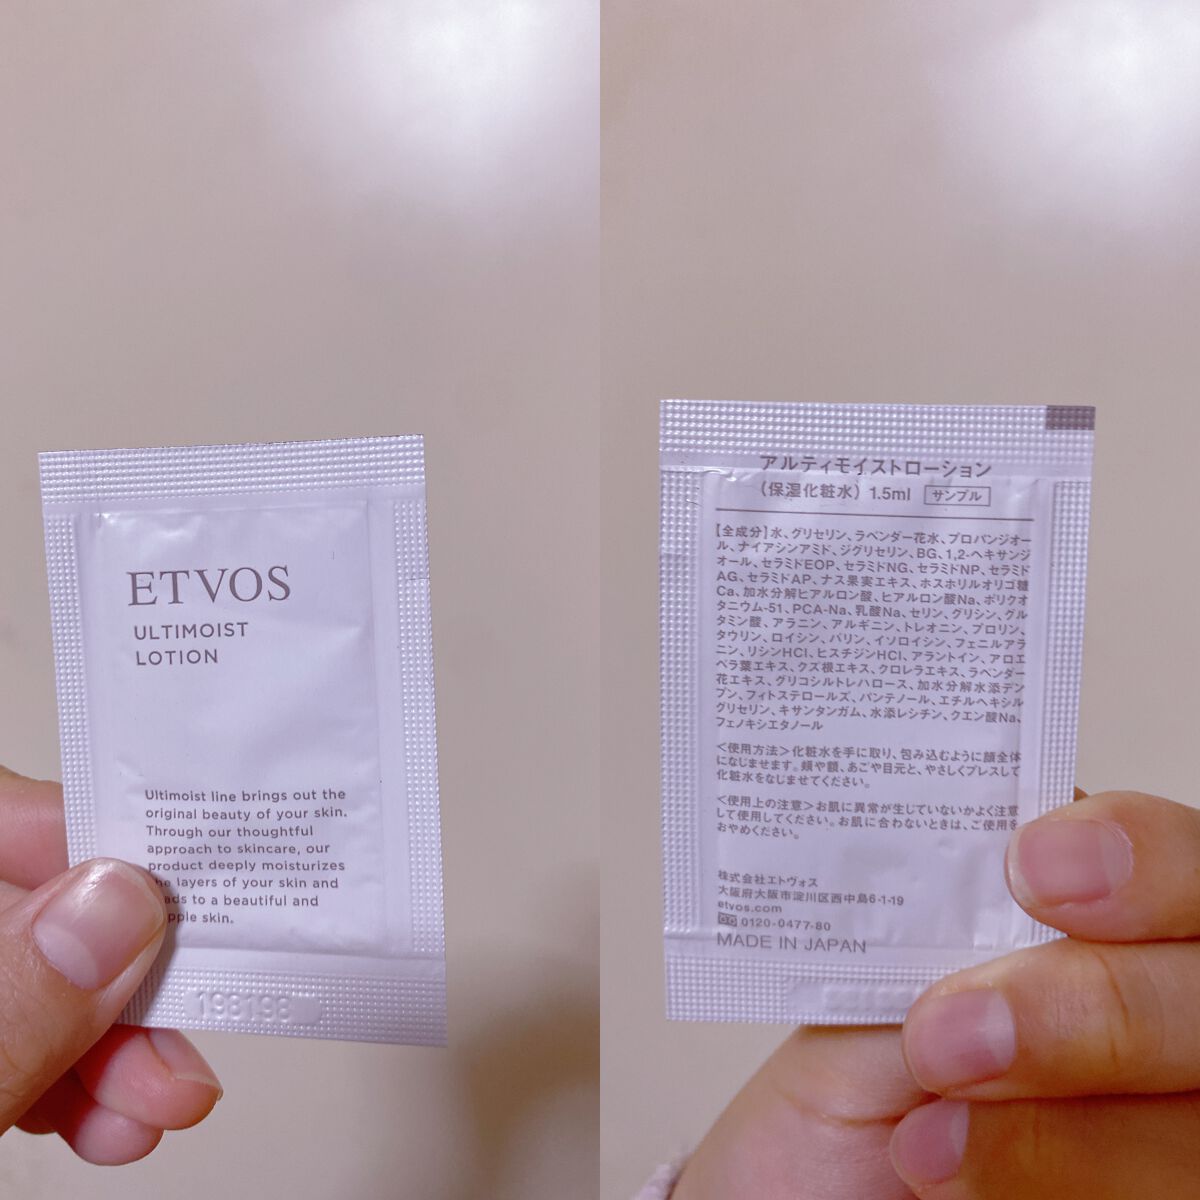 ETVOS
ULTIMOIST
LOTION
Ultimoist line brings out the
original beauty of your skin.
Through our thoughtful
approach to skincare, our
product deeply moisturizes
layers of your skin and
to a beautiful and
skin.
198198
アルティモイストローション
（保湿化粧水）1.5ml サンプル
【全成分】水、グリセリン、ラベンダー花水、プロパンジオー
ル、ナイアシンアミド、ジグリセリン、BG、1,2-ヘキサンジ
オール、セラミドEOP、セラミドNG、セラミドNP、セラミド
AG、セラミドAP、ナス果実エキス、ホスホリルオリゴ糖
Ca、加水分解ヒアルロン酸、ヒアルロン酸Na、ポリクオ
タニウム-51、PCA-Na、乳酸Na、セリン、グリシン、グル
タミン酸、アラニン、アルギニン、トレオニン、プロリン、
タウリン、ロイシン、バリン、イソロイシン、フェニルアラ
ニン、リシンHCl、ヒスチジンHCl、アラントイン、アロエ
ベラ葉エキス、クズ根エキス、クロレラエキス、ラベンダー
花エキス、グリコシルトレハロース、加水分解水添デン
プン、フィトステロールズ、パンテノール、エチルヘキシル
グリセリン、キサンタンガム、水添レシチン、クエン酸Na、
フェノキシエタノール
＜使用方法＞化粧水を手に取り、包み込むように顔全体
になじませます。頬や額、あごや目元と、やさしくプレスして
化粧水をなじませてください。
＜使用上の注意＞お肌に異常が生じていないかよく注意
して使用してください。お肌に合わないときは、ご使用を
おやめください。
株式会社エトヴォス
大阪府大阪市淀川区西中島6-1-19
etvos.com
0120-0477-80
MADE IN JAPAN